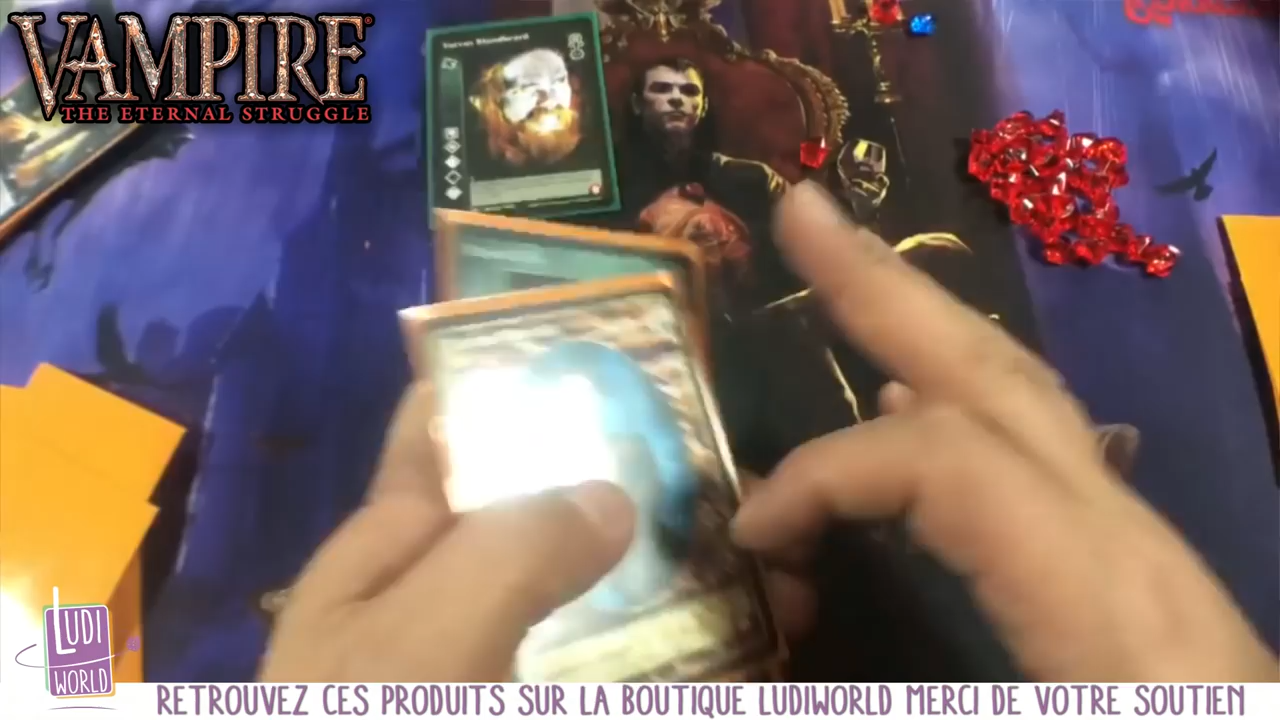 VAMPIRE
THE ETERNAL STRUGGLE
LUDI
WORLD
RETROUVEZ CES PRODUITS SUR LA BOUTIQUE LUDIWORLD MERCI DE VOTRE SOUTIEN